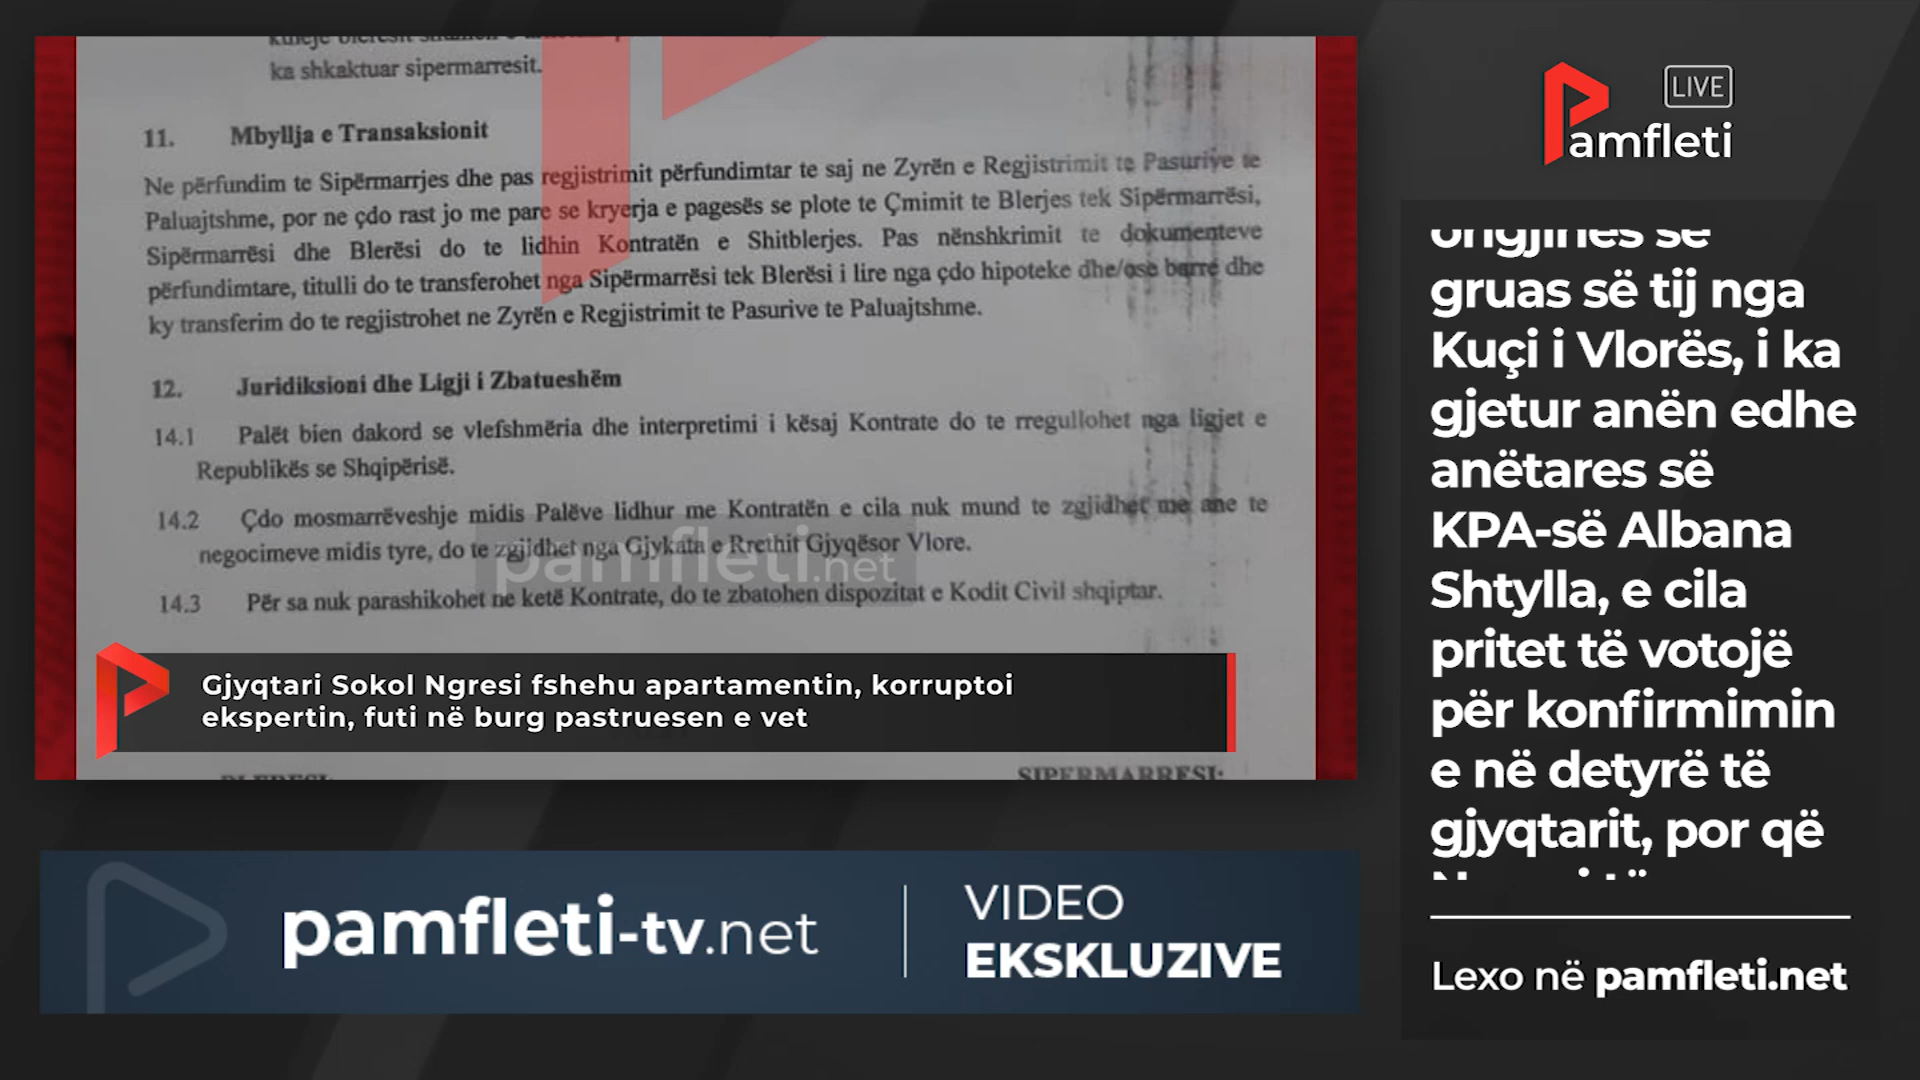 ka shkaktuar sipermarresit.
11. Mbyllja e Transaksionit
Ne përfundim te Sipërmarrjes dhe pas regjistrimit përfundimtar te saj ne Zyrën e Regjistrimit te Pasurive te
Paluajtshme, por ne çdo rast jo me pare se kryerja e pagesës se plote te Çmimit te Blerjes tek Sipërmarrësi,
Sipërmarrësi dhe Blerësi do te lidhin Kontratën e Shitblerjes. Pas nënshkrimit te dokumenteve
përfundimtare, titulli do te transferohet nga Sipërmarrësi tek Blerësi i lire nga çdo hipoteke dhe/ose barrë dhe
ky transferim do te regjistrohet ne Zyrën e Regjistrimit te Pasurive te Paluajtshme.
12. Juridiksioni dhe Ligji i Zbatueshëm
14.1 Palët bien dakord se vlefshmëria dhe interpretimi i kësaj Kontrate do te rregullohet nga ligjet e
Republikës se Shqipërisë.
14.2 Çdo mosmarrëveshje midis Palëve lidhur me Kontratën e cila nuk mund te zgjidhet me ane te
negocimeve midis tyre, do te zgjidhet nga Gjykata e Rrethit Gjyqësor Vlore.
pamfleti.net
14.3 Për sa nuk parashikohet ne ketë Kontrate, do te zbatohen dispozitat e Kodit Civil shqiptar.
Gjyqtari Sokol Ngresi fshehu apartamentin, korruptoi
ekspertin, futi në burg pastruesen e vet
SIPERMARRESI:
pamfleti-tv.net
VIDEO
EKSKLUZIVE
LIVE
Pamfleti
origjinës së
gruas së tij nga
Kuçi i Vlorës, i ka
gjetur anën edhe
anëtares së
KPA-së Albana
Shtylla, e cila
pritet të votojë
për konfirmimin
e në detyrë të
gjyqtarit, por që
Lexo në pamfleti.net